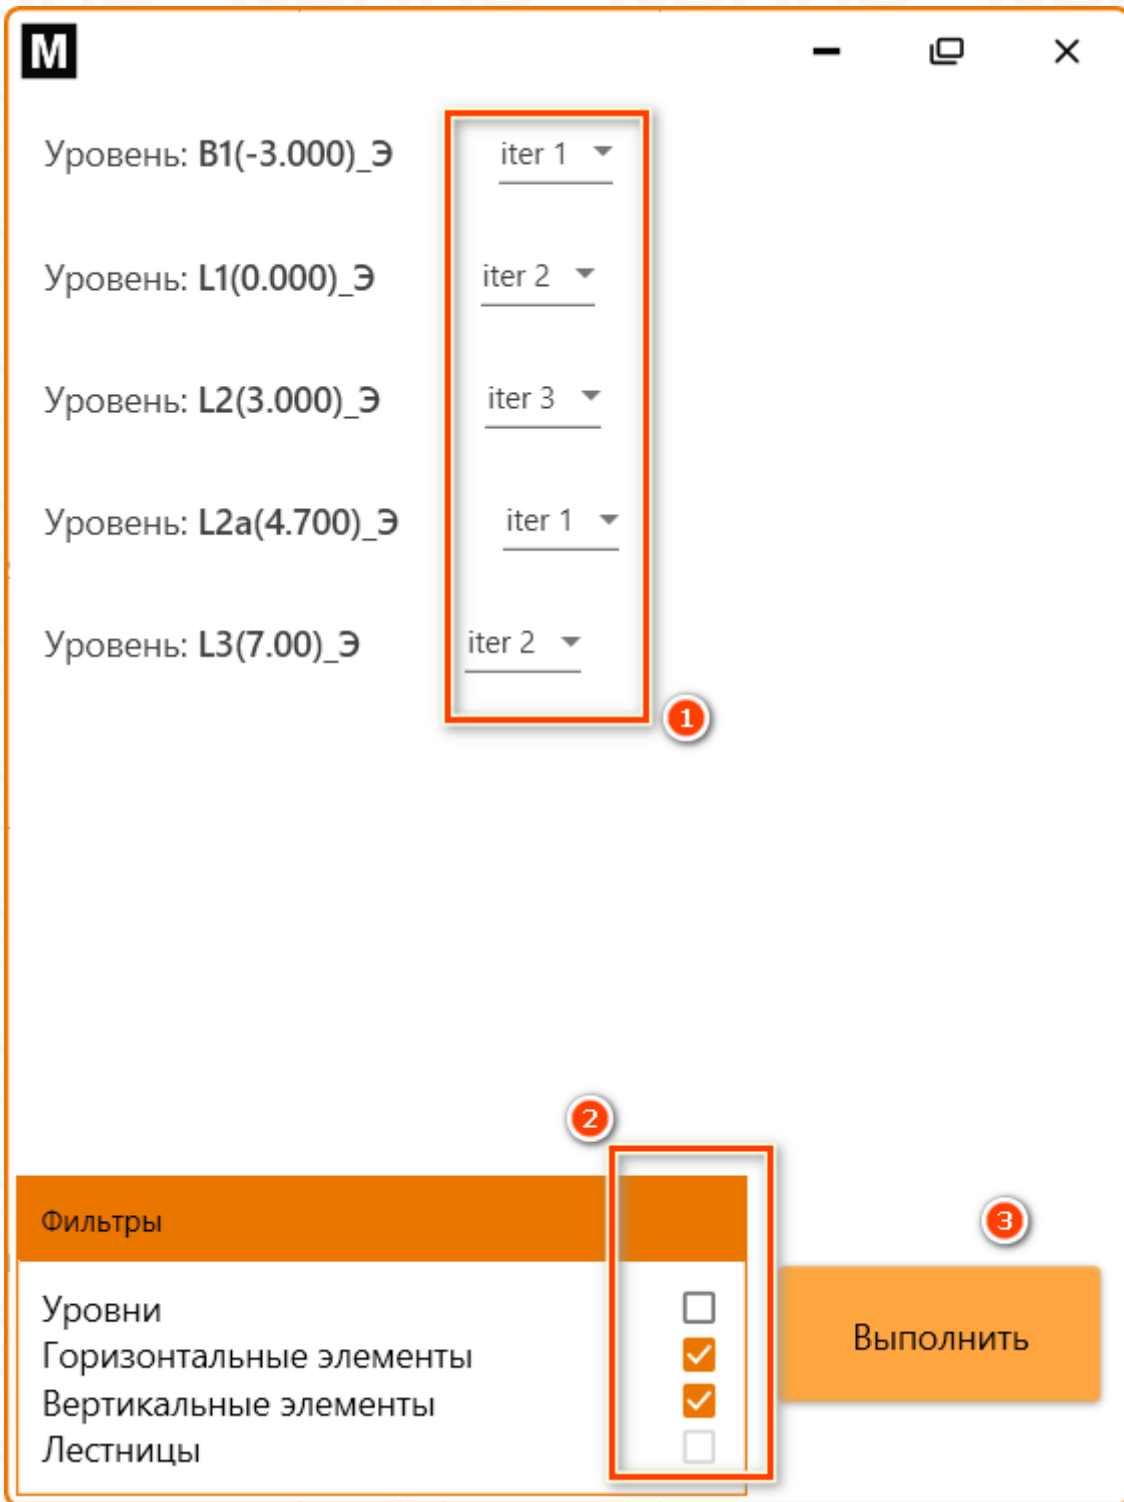 M
Уровень: B1(-3.000)_Э iter 1
Уровень: L1(0.000)_Э iter 2
Уровень: L2(3.000)_Э iter 3
Уровень: L2a(4.700)_Э iter 1
Уровень: L3(7.00)_Э iter 2
1
2
Фильтры
3
Уровни
Горизонтальные элементы
Вертикальные элементы
Лестницы
Выполнить